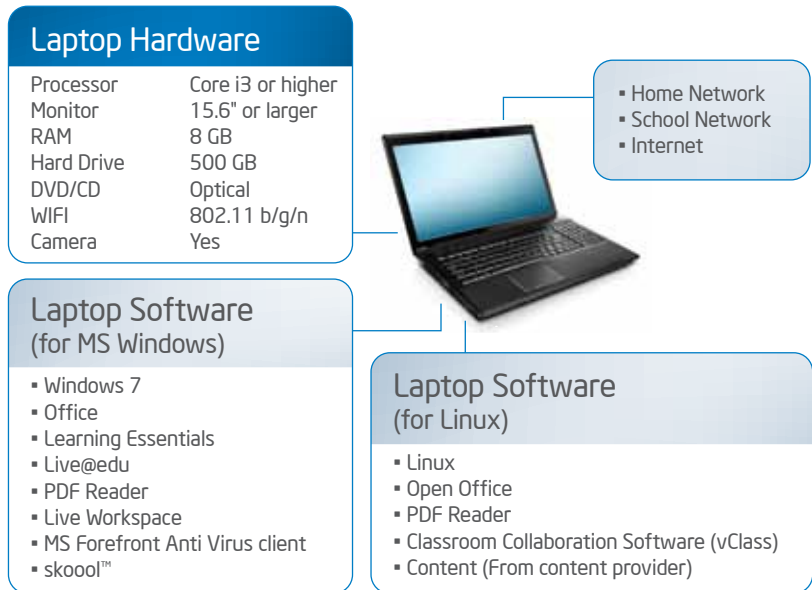 Laptop Hardware
Processor Core i3 or higher
Monitor 15.6" or larger
RAM 8 GB
Hard Drive 500 GB
DVD/CD Optical
WIFI 802.11 b/g/n
Camera Yes
▪ Home Network
▪ School Network
▪ Internet
Laptop Software
(for MS Windows)
▪ Windows 7
▪ Office
▪ Learning Essentials
▪ Live@edu
▪ PDF Reader
▪ Live Workspace
▪ MS Forefront Anti Virus client
▪ skoool™
Laptop Software
(for Linux)
▪ Linux
▪ Open Office
▪ PDF Reader
▪ Classroom Collaboration Software (vClass)
▪ Content (From content provider)